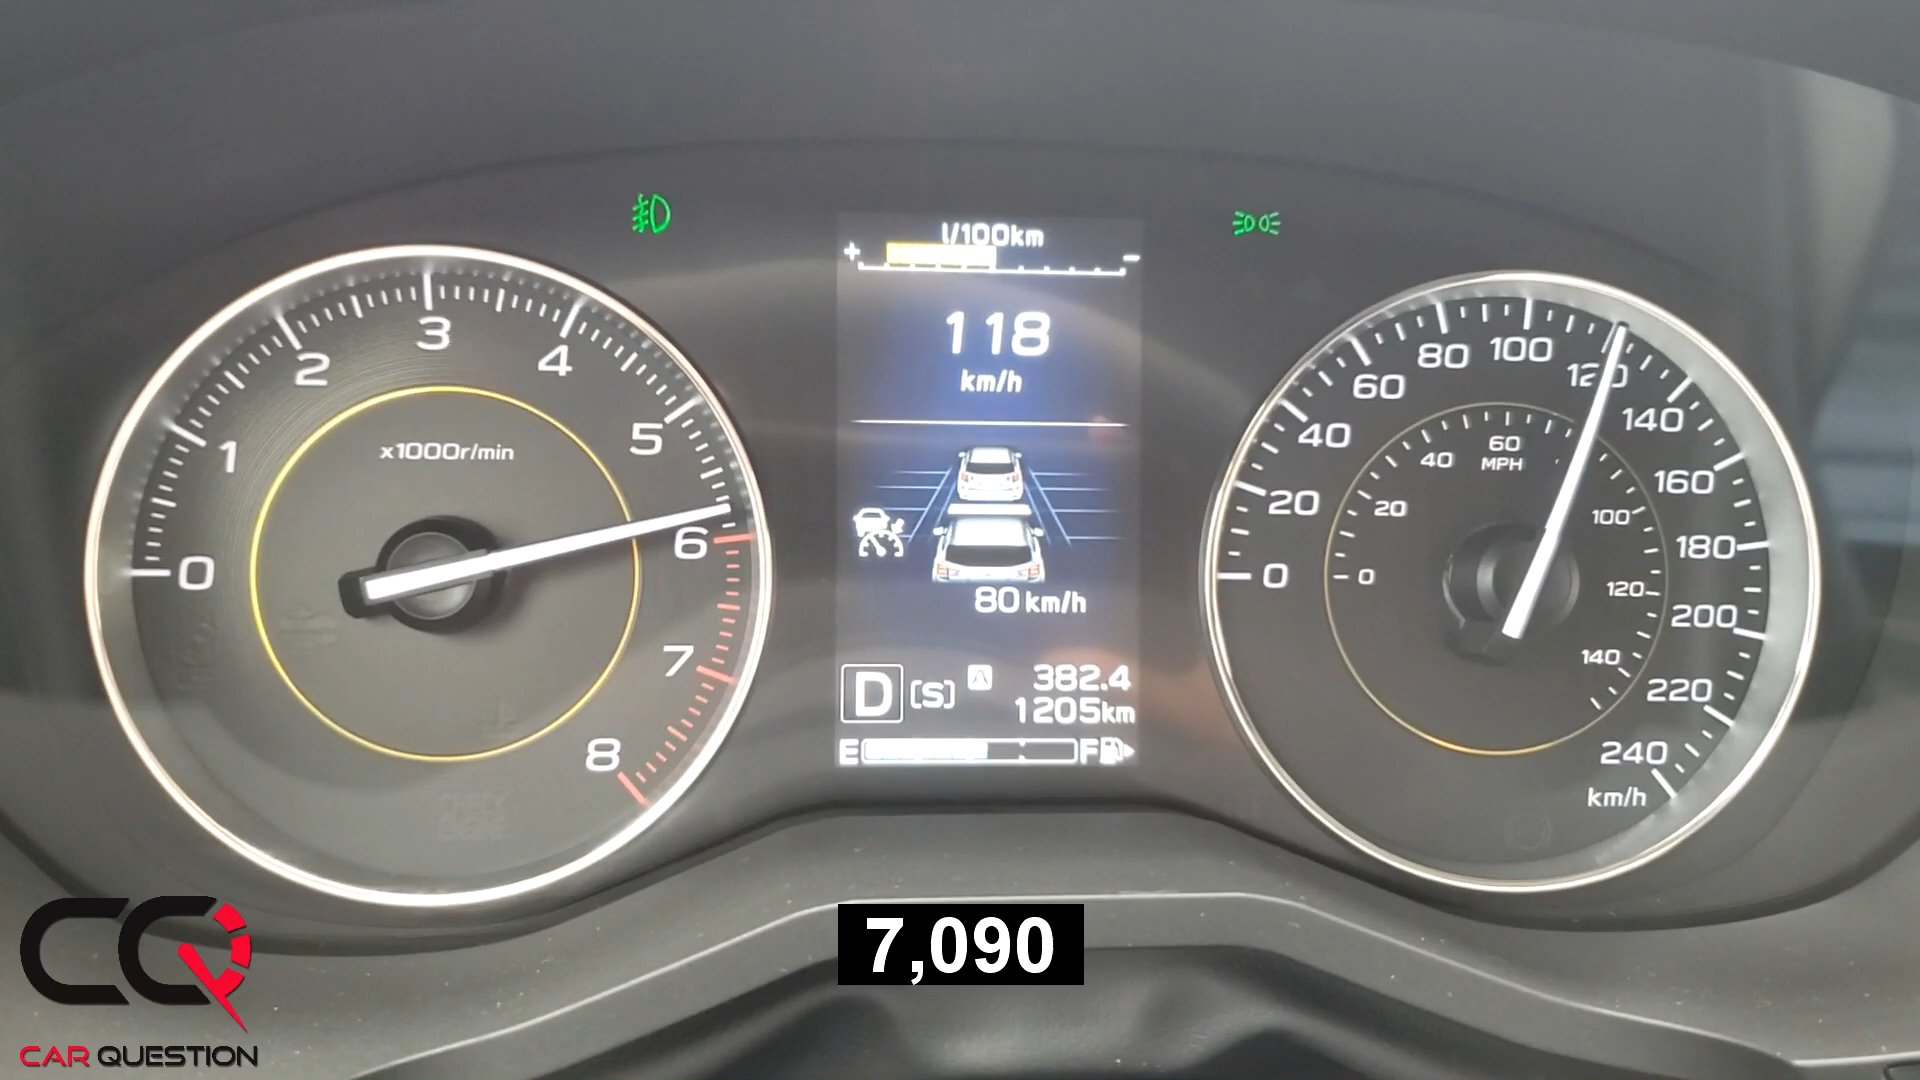 l/100km
+ -
118
km/h
80 km/h
D [S] A 382.4
1205km
E F
0 1 2 3 4 5 6 7 8
x1000r/min
0 20 40 60 80 100 120 140 160 180 200 220 240
km/h
0 20 40 60 100 120 140
MPH
7,090
CQ
CAR QUESTION